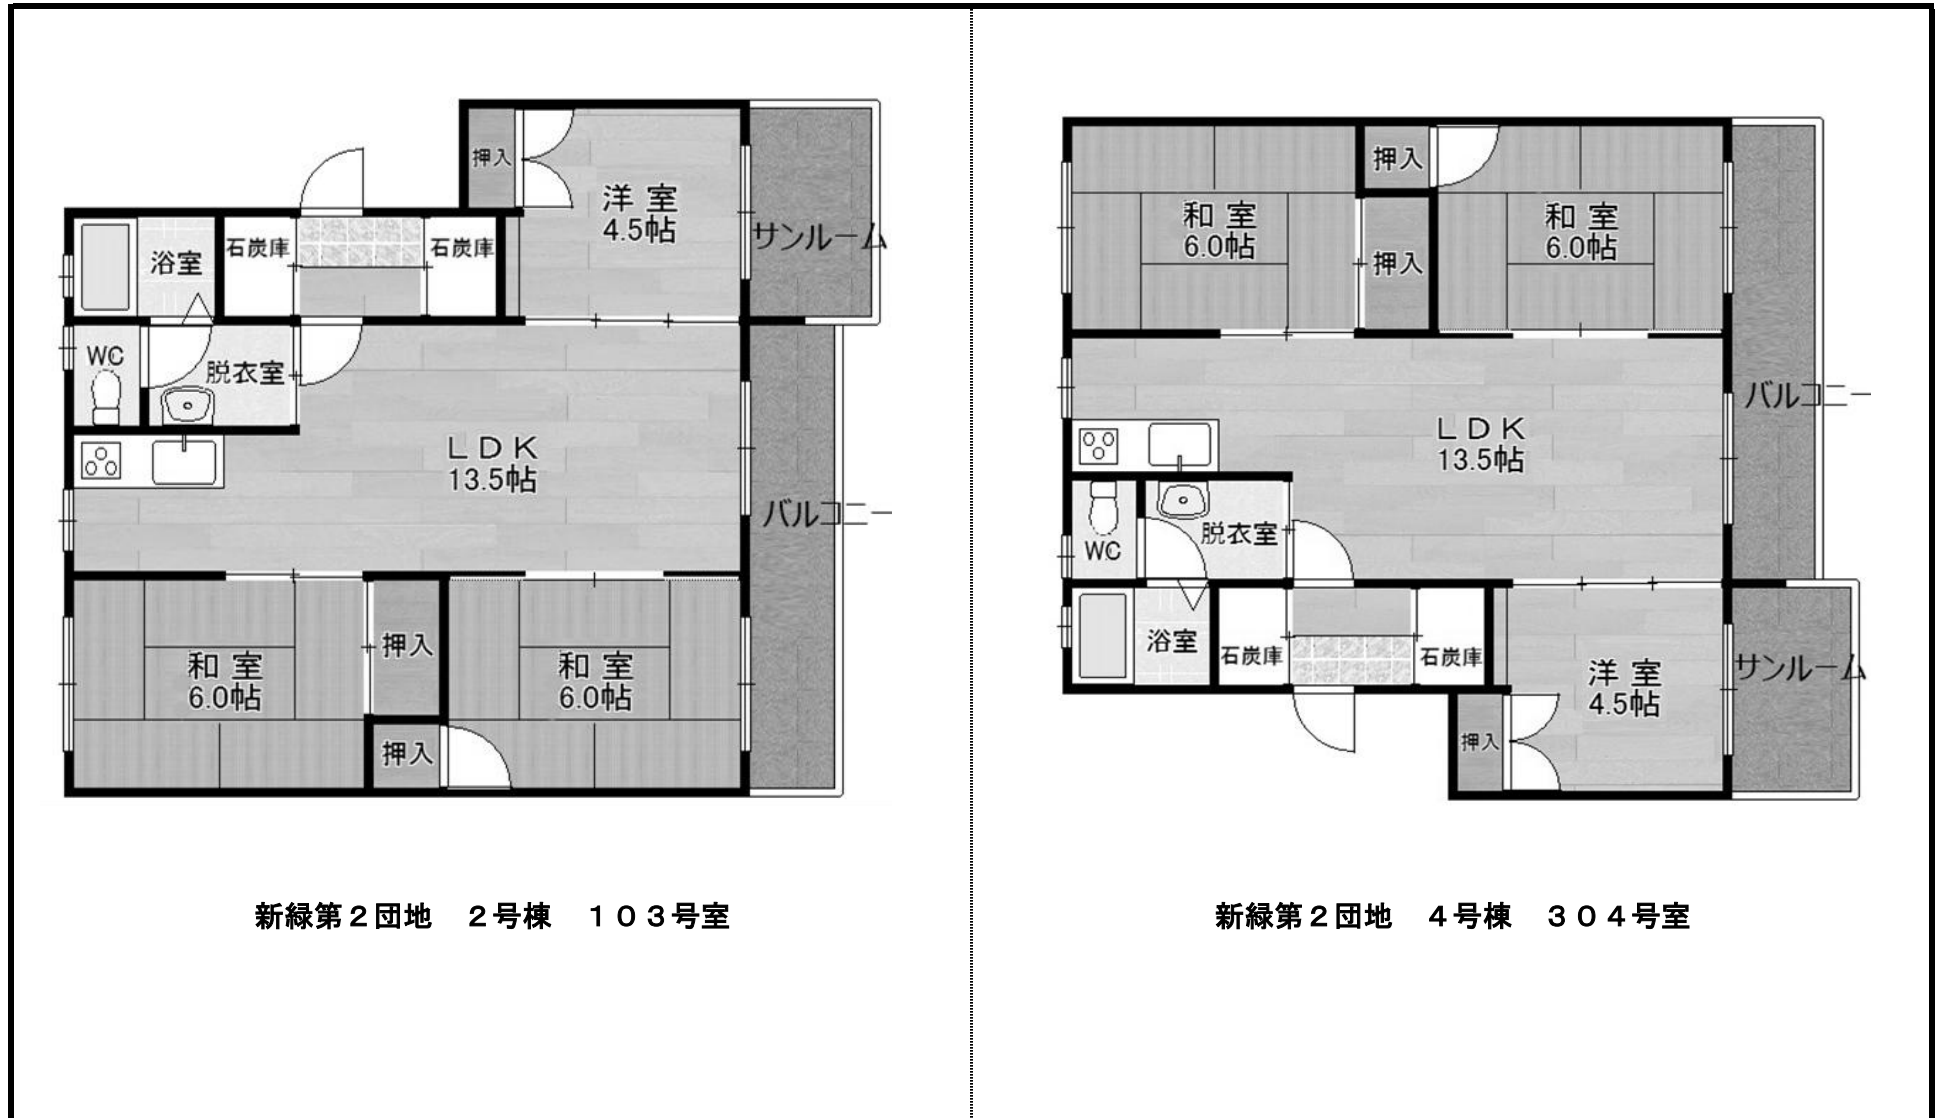 押入
洋 室
4.5帖
サンルーム
浴室
石炭庫
石炭庫
WC
脱衣室
ＬＤＫ
13.5帖
バルコニー
和 室
6.0帖
押入
和 室
6.0帖
押入
新緑第２団地　２号棟　１０３号室
和 室
6.0帖
押入
押入
和 室
6.0帖
バルコニー
ＬＤＫ
13.5帖
WC
脱衣室
浴室
石炭庫
石炭庫
洋 室
4.5帖
サンルーム
押入
新緑第２団地　４号棟　３０４号室